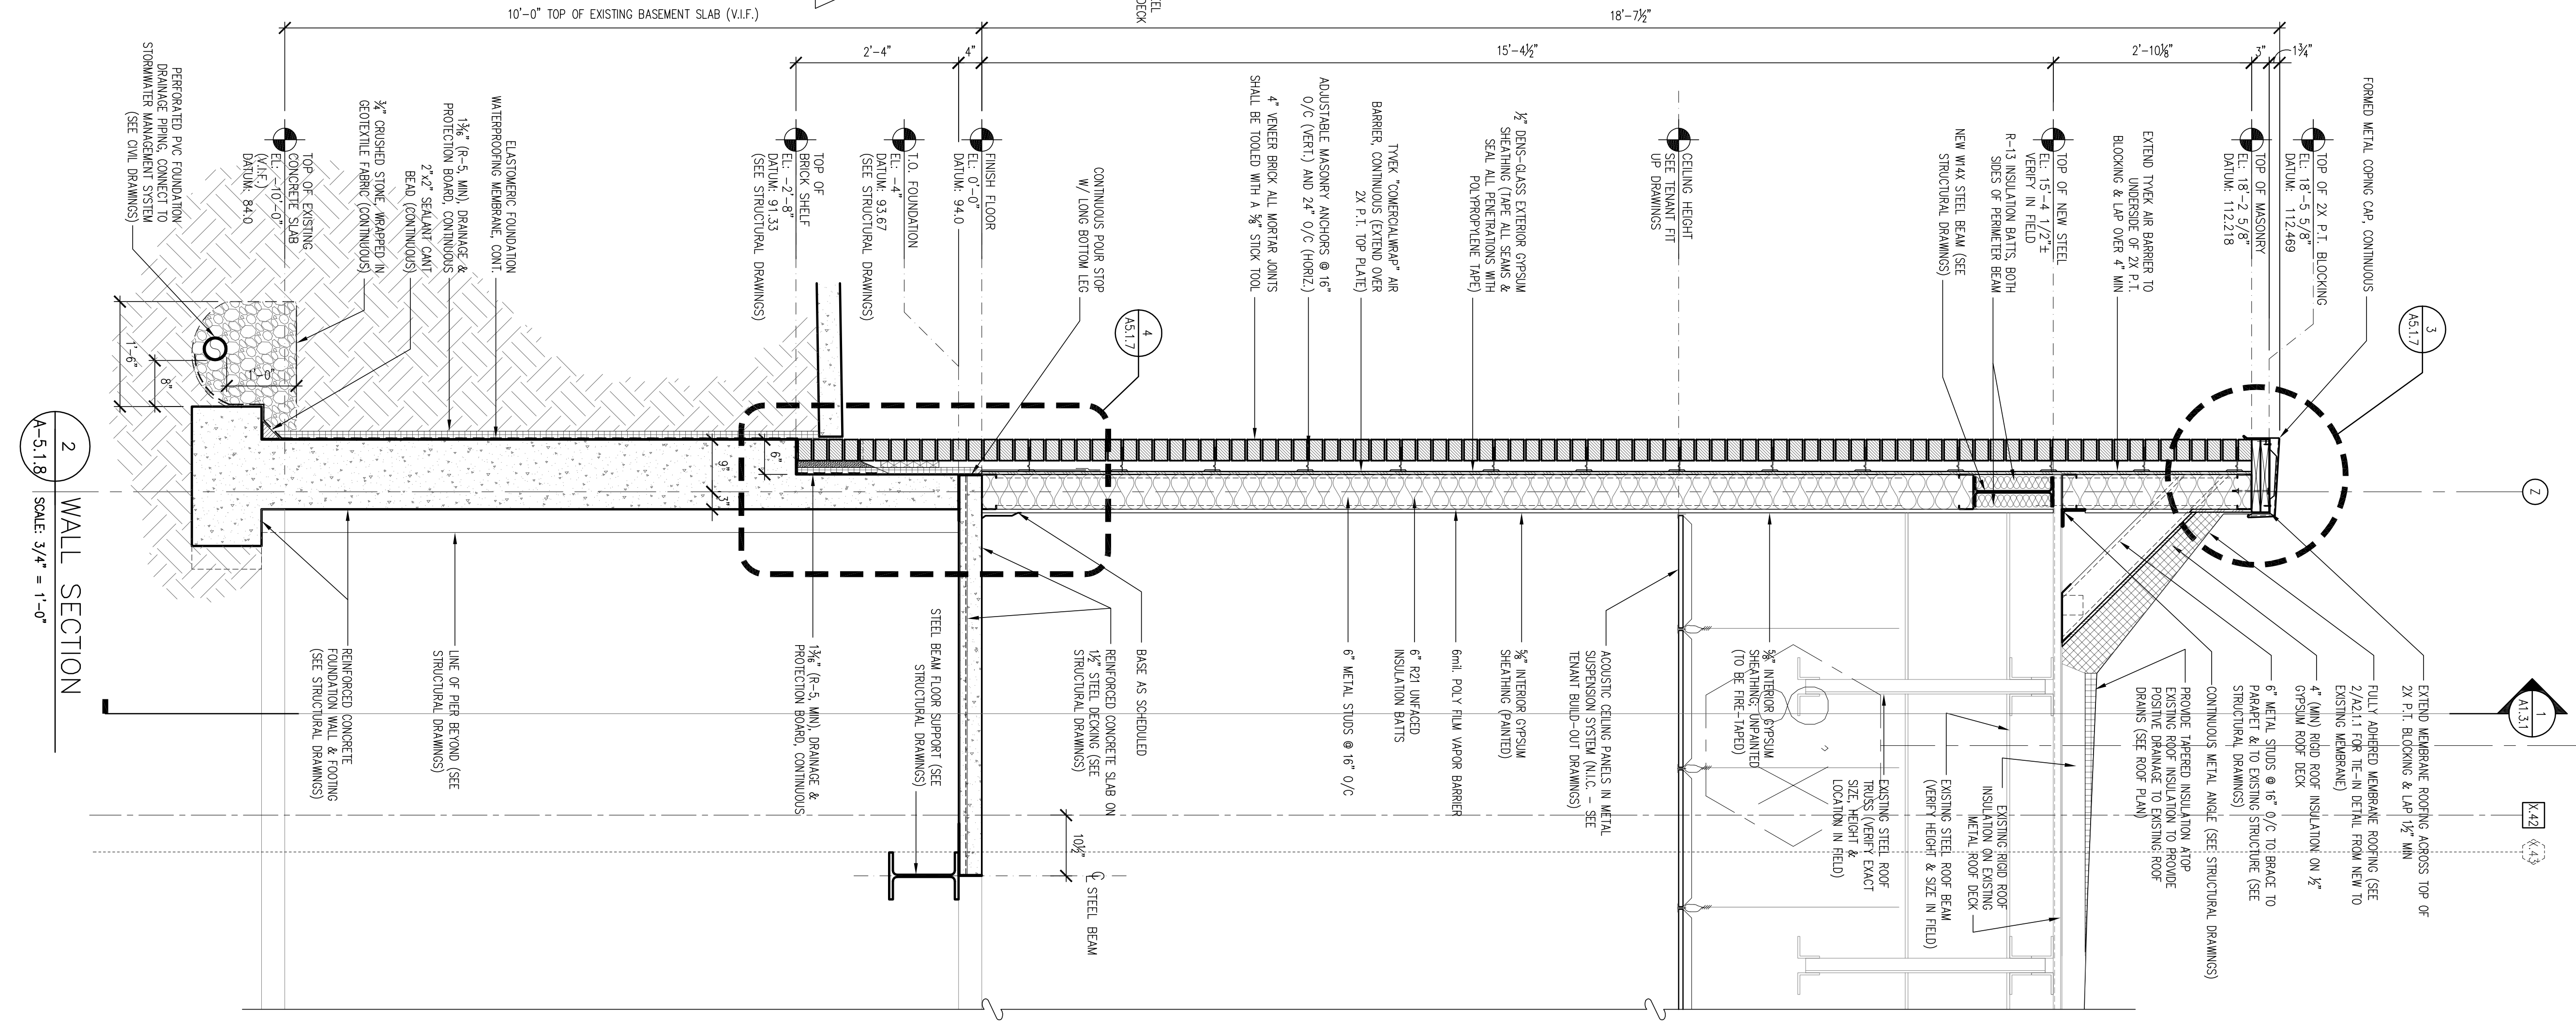 FORMED METAL COPING CAP, CONTINUOUS
TOP OF 2X P.T. BLOCKING
EL: 18'-5 5/8"
DATUM: 112.469
TOP OF MASONRY
EL: 18'-2 5/8"
DATUM: 112.218
EXTEND TYVEK AIR BARRIER TO
UNDERSIDE OF 2X P.T.
BLOCKING & LAP OVER 4" MIN
TOP OF NEW STEEL
EL: 15'-4 1/2"±
VERIFY IN FIELD
R-13 INSULATION BATTS, BOTH
SIDES OF PERIMETER BEAM
NEW W14X STEEL BEAM (SEE
STRUCTURAL DRAWINGS)
CEILING HEIGHT
SEE TENANT FIT
UP DRAWINGS
½" DENS-GLASS EXTERIOR GYPSUM
SHEATHING (TAPE ALL SEAMS &
SEAL ALL PENETRATIONS WITH
POLYPROPYLENE TAPE)
TYVEK "COMERCIALWRAP" AIR
BARRIER, CONTINUOUS (EXTEND OVER
2X P.T. TOP PLATE)
ADJUSTABLE MASONRY ANCHORS @ 16"
O/C (VERT.) AND 24" O/C (HORIZ.)
4" VENEER BRICK ALL MORTAR JOINTS
SHALL BE TOOLED WITH A ⅝" STICK TOOL
CONTINUOUS POUR STOP
W/ LONG BOTTOM LEG
FINISH FLOOR
EL: 0'-0"
DATUM: 94.0
T.O. FOUNDATION
EL: -4"
DATUM: 93.67
(SEE STRUCTURAL DRAWINGS)
TOP OF
BRICK SHELF
EL: -2'-8"
DATUM: 91.33
(SEE STRUCTURAL DRAWINGS)
ELASTOMERIC FOUNDATION
WATERPROOFING MEMBRANE, CONT.
1³⁄₁₆" (R-5, MIN), DRAINAGE &
PROTECTION BOARD, CONTINUOUS
2"x2" SEALANT CANT
BEAD (CONTINUOUS)
¾" CRUSHED STONE, WRAPPED IN
GEOTEXTILE FABRIC (CONTINUOUS)
TOP OF EXISTING
CONCRETE SLAB
EL: -10'-0"
(V.I.F.)
DATUM: 84.0
PERFORATED PVC FOUNDATION
DRAINAGE PIPING, CONNECT TO
STORMWATER MANAGEMENT SYSTEM
(SEE CIVIL DRAWINGS)
1¾"
3"
2'-10⅛"
15'-4½"
18'-7½"
4"
2'-4"
10'-0" TOP OF EXISTING BASEMENT SLAB (V.I.F.)
EL
DECK
3
A5.1.7
4
A5.1.7
Z
X.42
X.43
1
A1.3.1
6"
9"
3"
1'-0"
8"
1'-6"
10½"
EXTEND MEMBRANE ROOFING ACROSS TOP OF
2X P.T. BLOCKING & LAP 1½" MIN
FULLY ADHERED MEMBRANE ROOFING (SEE
2/A2.1.1 FOR TIE-IN DETAIL FROM NEW TO
EXISTING MEMBRANE)
4" (MIN) RIGID ROOF INSULATION ON ½"
GYPSUM ROOF DECK
6" METAL STUDS @ 16" O/C TO BRACE TO
PARAPET & TO EXISTING STRUCTURE (SEE
STRUCTURAL DRAWINGS)
CONTINUOUS METAL ANGLE (SEE STRUCTURAL DRAWINGS)
PROVIDE TAPERED INSULATION ATOP
EXISTING ROOF INSULATION TO PROVIDE
POSITIVE DRAINAGE TO EXISTING ROOF
DRAINS (SEE ROOF PLAN)
EXISTING RIGID ROOF
INSULATION ON EXISTING
METAL ROOF DECK
EXISTING STEEL ROOF BEAM
(VERIFY HEIGHT & SIZE IN FIELD)
EXISTING STEEL ROOF
TRUSS (VERIFY EXACT
SIZE, HEIGHT &
LOCATION IN FIELD)
⅝" INTERIOR GYPSUM
SHEATHING; UNPAINTED
(TO BE FIRE-TAPED)
ACOUSTIC CEILING PANELS IN METAL
SUSPENSION SYSTEM (N.I.C. - SEE
TENANT BUILD-OUT DRAWINGS)
⅝" INTERIOR GYPSUM
SHEATHING (PAINTED)
6mil. POLY FILM VAPOR BARRIER
6" R21 UNFACED
INSULATION BATTS
6" METAL STUDS @ 16" O/C
BASE AS SCHEDULED
REINFORCED CONCRETE SLAB ON
1½" STEEL DECKING (SEE
STRUCTURAL DRAWINGS)
℄ STEEL BEAM
STEEL BEAM FLOOR SUPPORT (SEE
STRUCTURAL DRAWINGS)
1³⁄₁₆" (R-5, MIN), DRAINAGE &
PROTECTION BOARD, CONTINUOUS
LINE OF PIER BEYOND (SEE
STRUCTURAL DRAWINGS)
REINFORCED CONCRETE
FOUNDATION WALL & FOOTING
(SEE STRUCTURAL DRAWINGS)
2
A-5.1.8
WALL SECTION
SCALE: 3/4" = 1'-0"